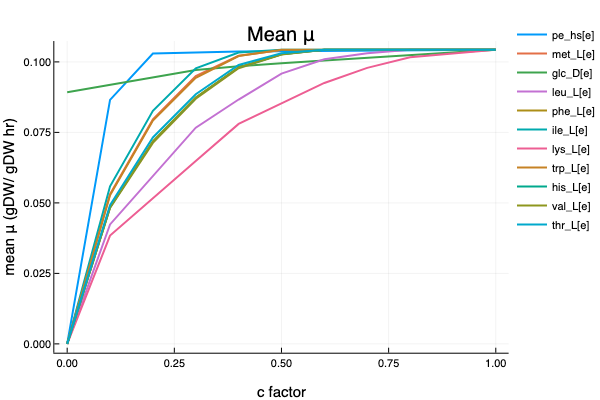 Mean μ
mean μ (gDW/ gDW hr)
0.100
0.075
0.050
0.025
0.000
0.00 0.25 0.50 0.75 1.00
c factor
pe_hs[e]
met_L[e]
glc_D[e]
leu_L[e]
phe_L[e]
ile_L[e]
lys_L[e]
trp_L[e]
his_L[e]
val_L[e]
thr_L[e]